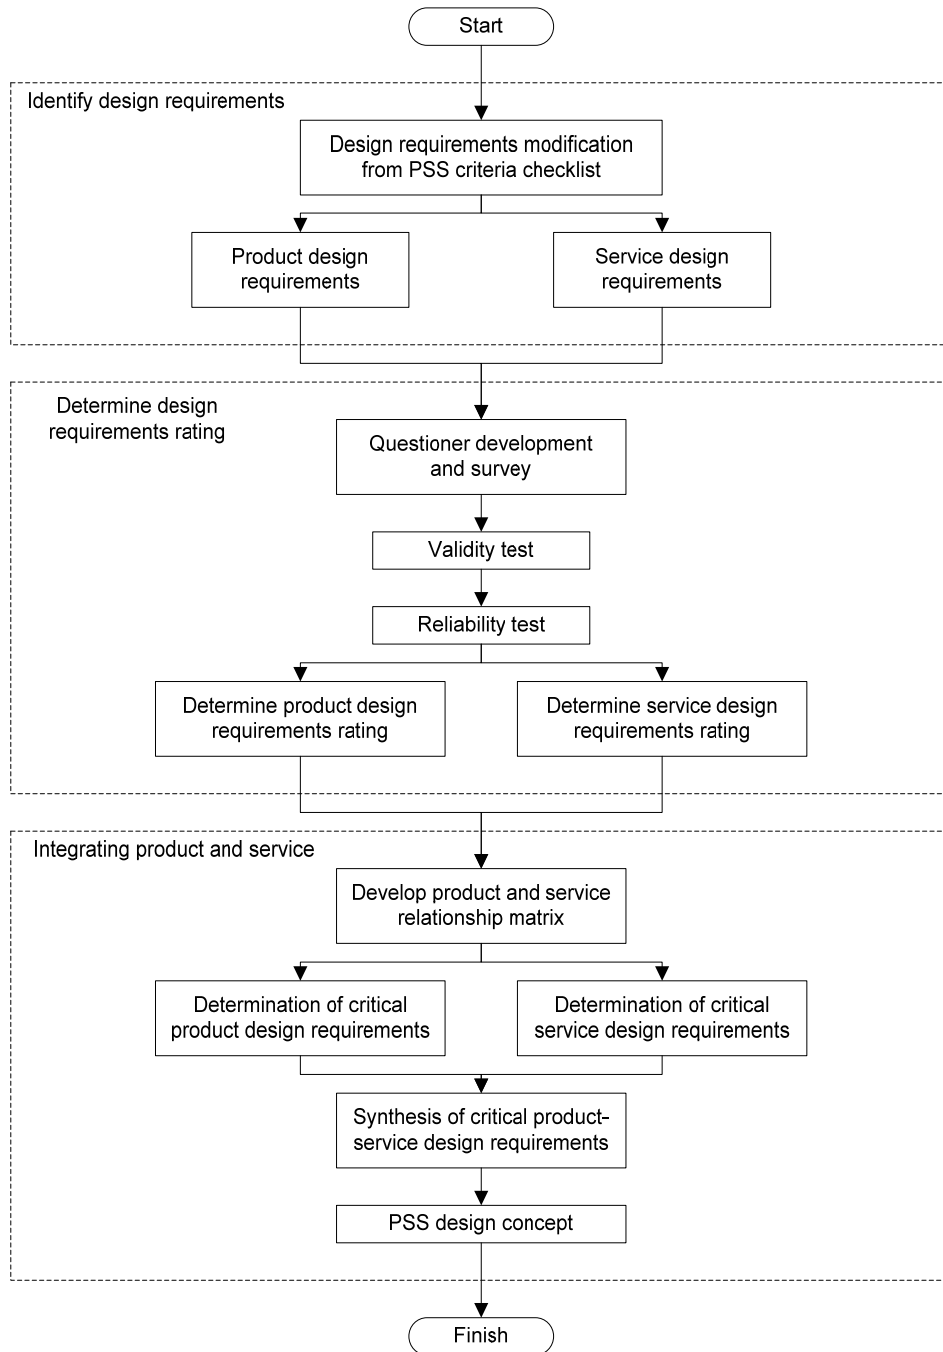 Start
Identify design requirements
Design requirements modification
from PSS criteria checklist
Product design
requirements
Service design
requirements
Determine design
requirements rating
Questioner development
and survey
Validity test
Reliability test
Determine product design
requirements rating
Determine service design
requirements rating
Integrating product and service
Develop product and service
relationship matrix
Determination of critical
product design requirements
Determination of critical
service design requirements
Synthesis of critical product-
service design requirements
PSS design concept
Finish